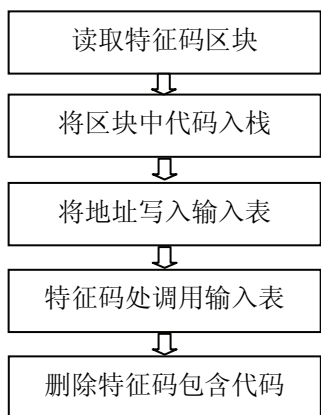 读取特征码区块
将区块中代码入栈
将地址写入输入表
特征码处调用输入表
删除特征码包含代码